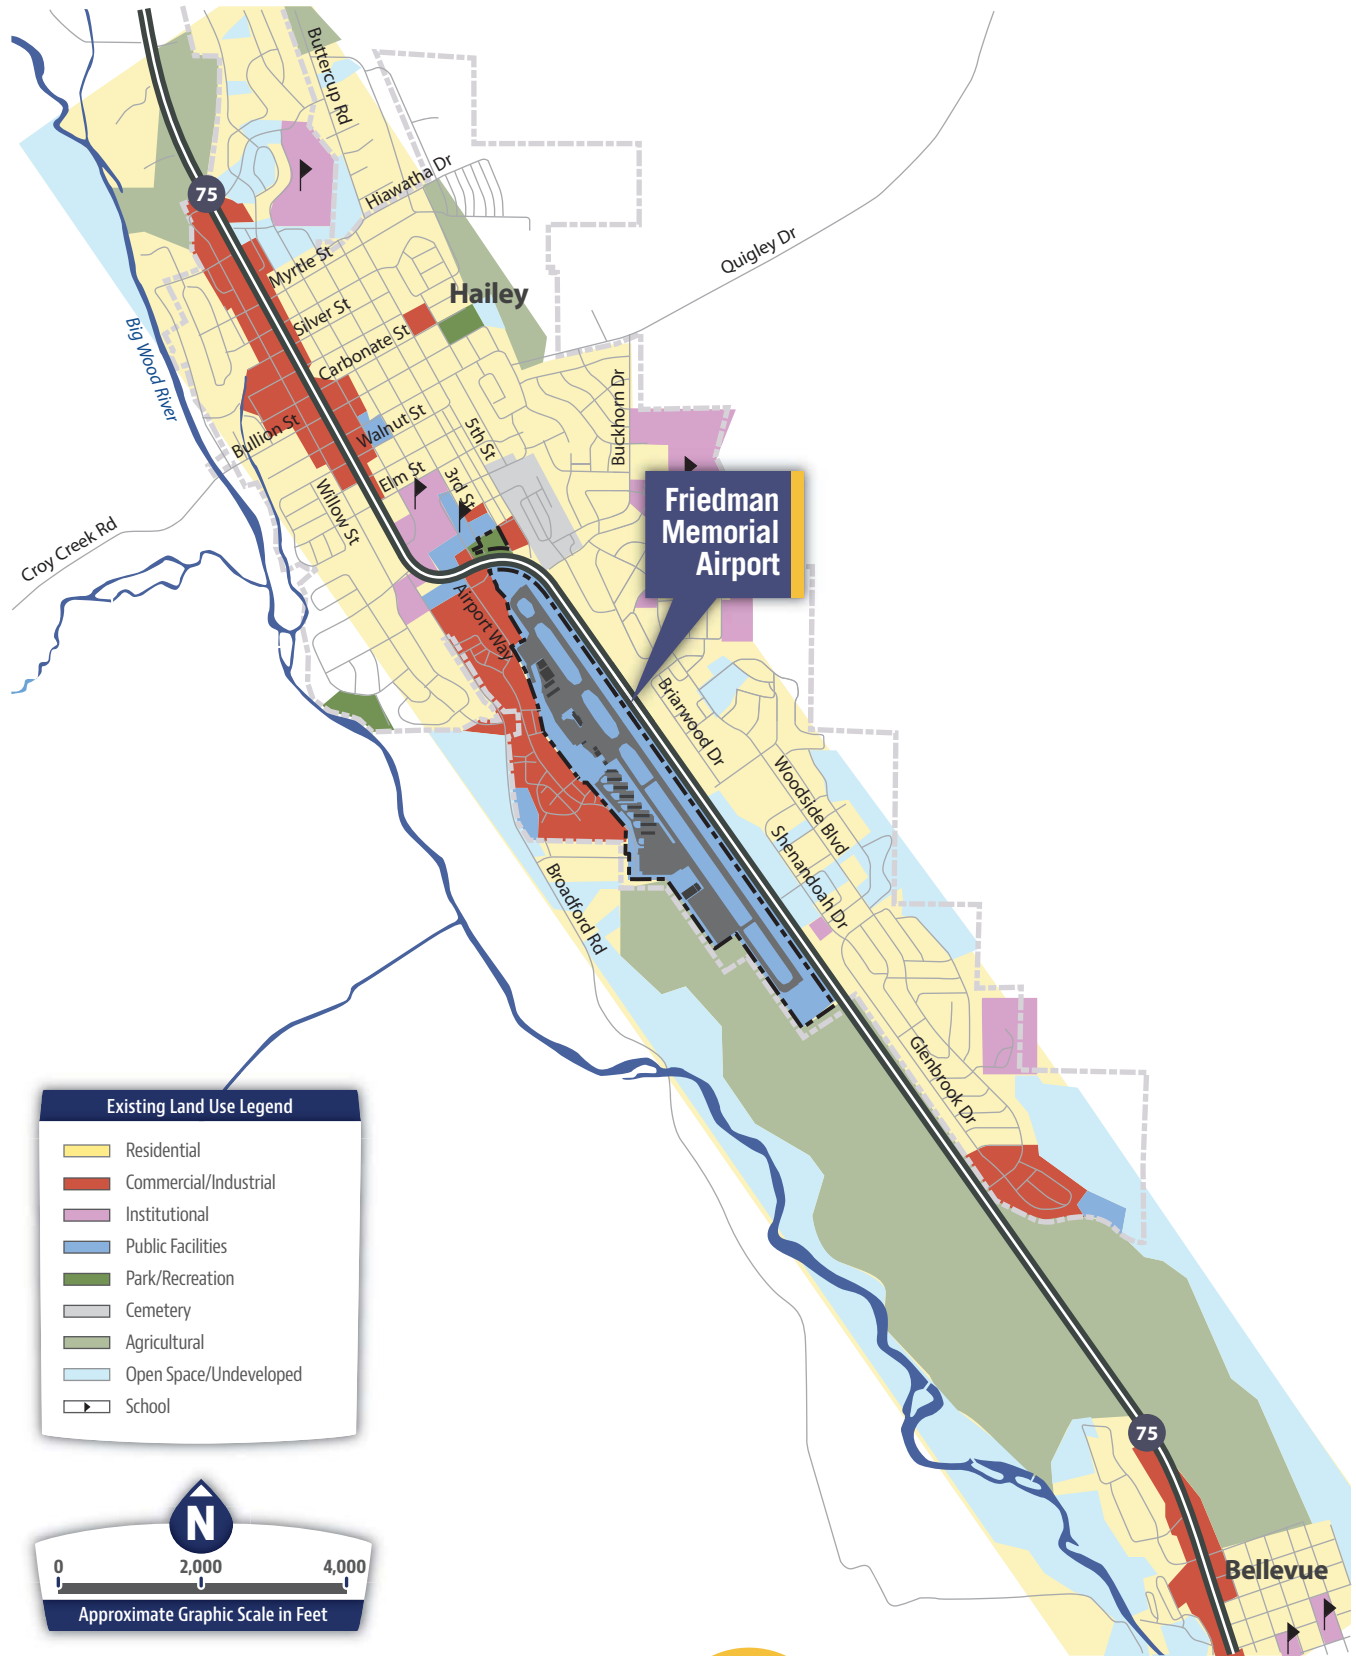 Buttercup Rd
75
Hiawatha Dr
Quigley Dr
Myrtle St
Hailey
Silver St
Carbonate St
Big Wood River
Bullion St
Walnut St
5th St
Buckhorn Dr
Elm St
3rd St
Willow St
Croy Creek Rd
Friedman
Memorial
Airport
Airport Way
Briarwood Dr
Woodside Blvd
Shenandoah Dr
Broadford Rd
Glenbrook Dr
Existing Land Use Legend
Residential
Commercial/Industrial
Institutional
Public Facilities
Park/Recreation
Cemetery
Agricultural
Open Space/Undeveloped
School
75
Bellevue
N
0 2,000 4,000
Approximate Graphic Scale in Feet